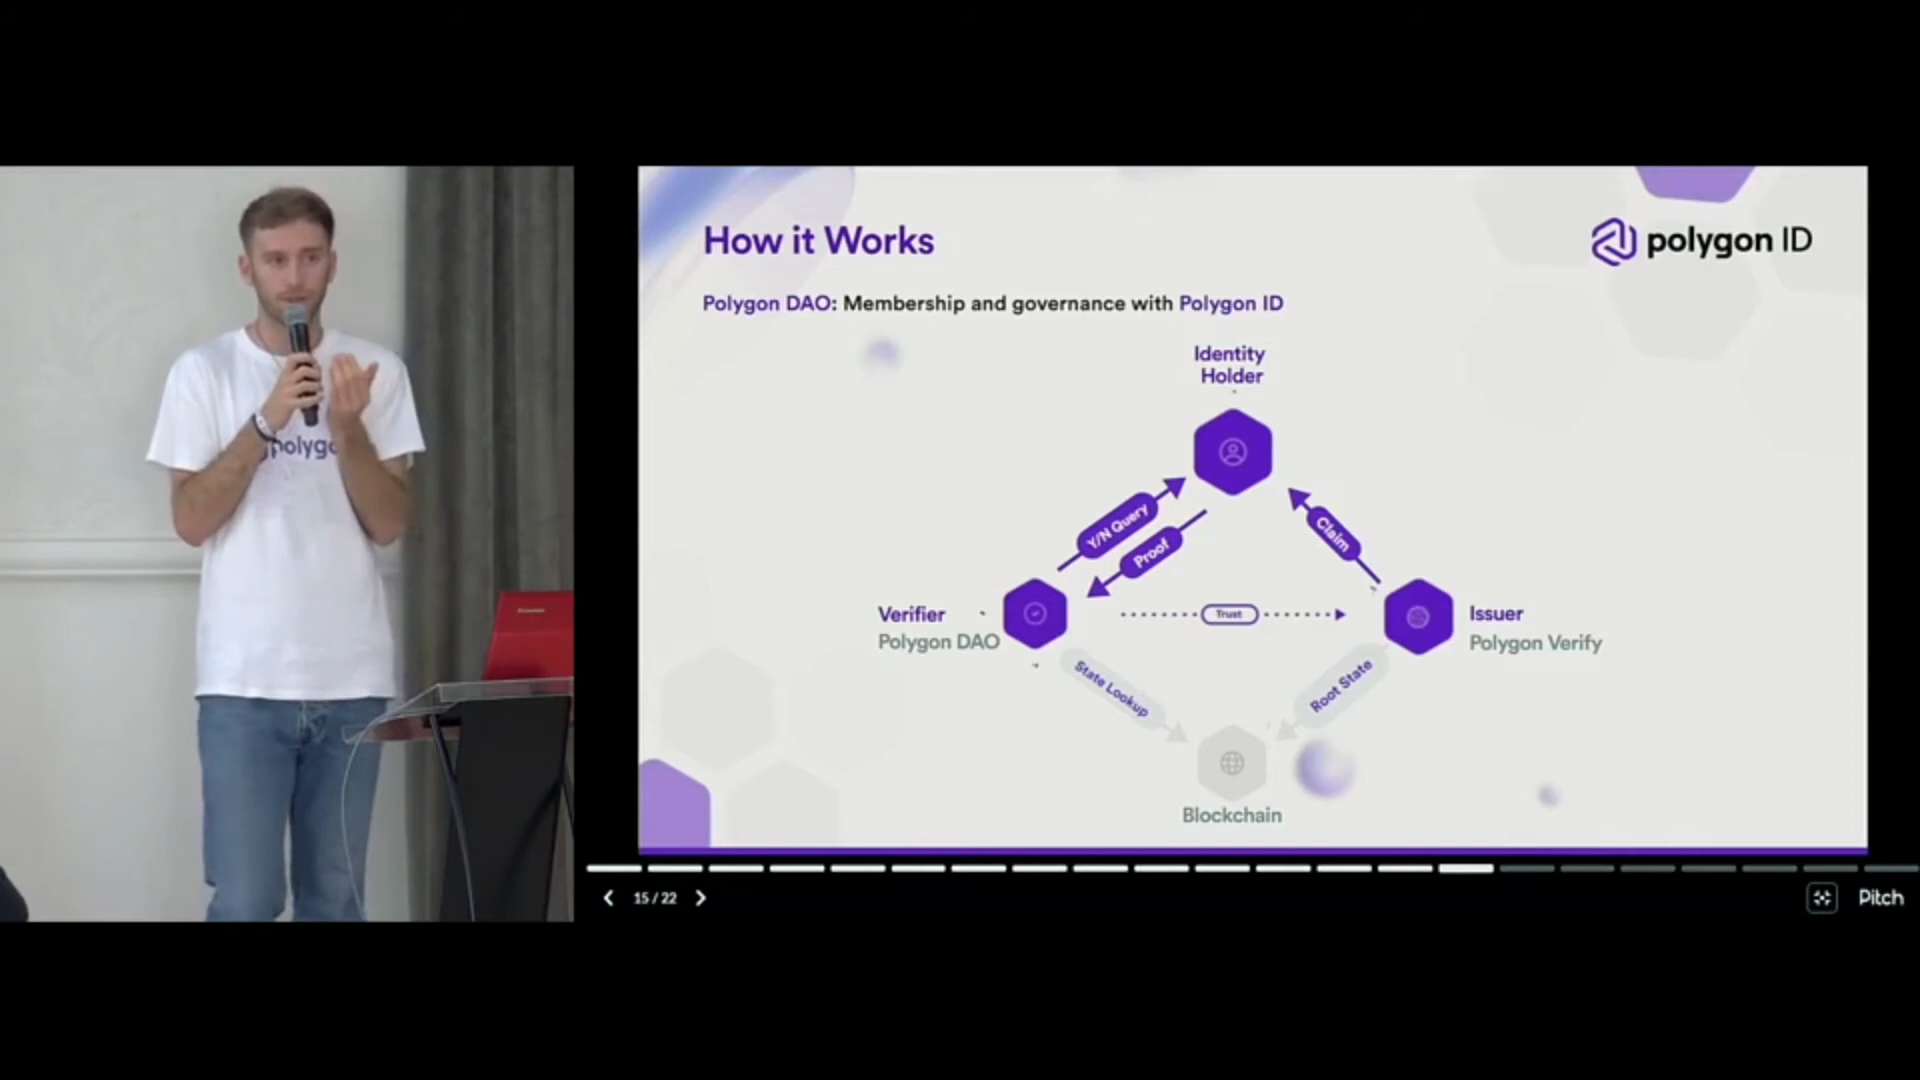 polygo
How it Works
polygon ID
Polygon DAO: Membership and governance with Polygon ID
Identity
Holder
Y/N Query
Proof
Claim
Verifier
Polygon DAO
Trust
Issuer
Polygon Verify
State Lookup
Root State
Blockchain
15 / 22
Pitch